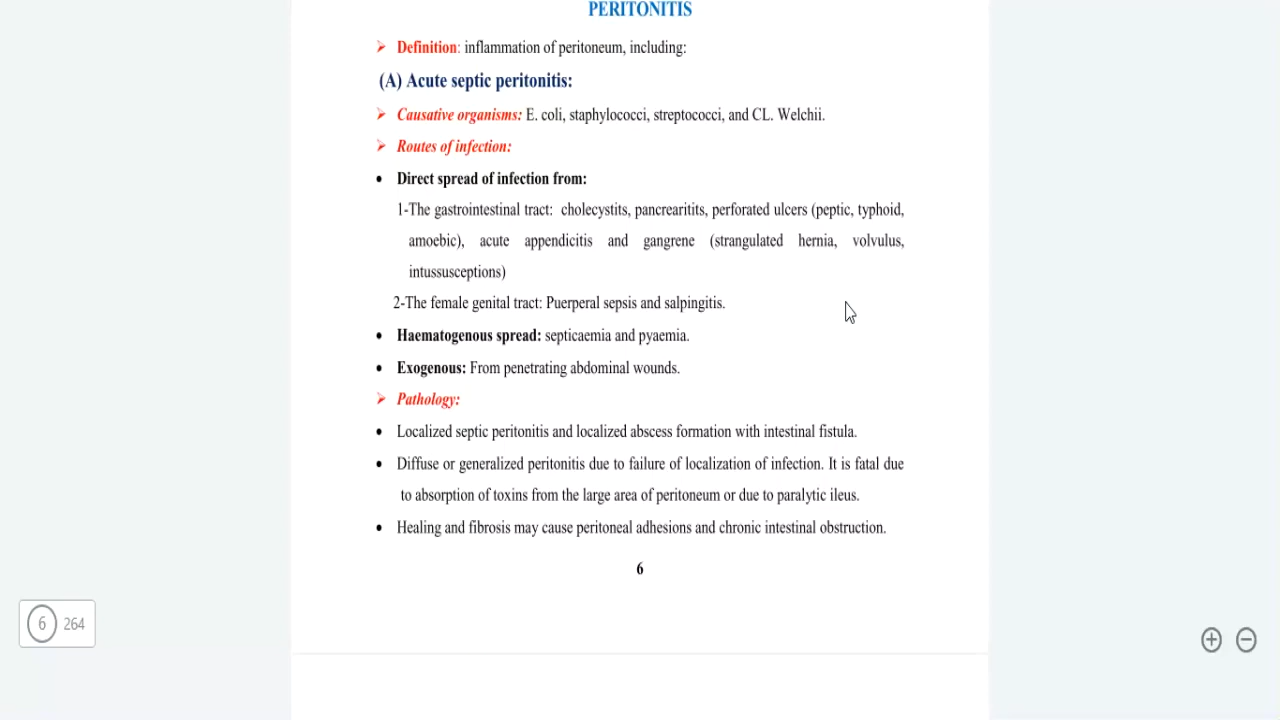 PERITONITIS
➢ Definition: inflammation of peritoneum, including:
(A) Acute septic peritonitis:
➢ Causative organisms: E. coli, staphylococci, streptococci, and CL. Welchii.
➢ Routes of infection:
• Direct spread of infection from:
1-The gastrointestinal tract: cholecystits, pancrearitits, perforated ulcers (peptic, typhoid,
amoebic), acute appendicitis and gangrene (strangulated hernia, volvulus,
intussusceptions)
2-The female genital tract: Puerperal sepsis and salpingitis.
• Haematogenous spread: septicaemia and pyaemia.
• Exogenous: From penetrating abdominal wounds.
➢ Pathology:
• Localized septic peritonitis and localized abscess formation with intestinal fistula.
• Diffuse or generalized peritonitis due to failure of localization of infection. It is fatal due
to absorption of toxins from the large area of peritoneum or due to paralytic ileus.
• Healing and fibrosis may cause peritoneal adhesions and chronic intestinal obstruction.
6
6 264